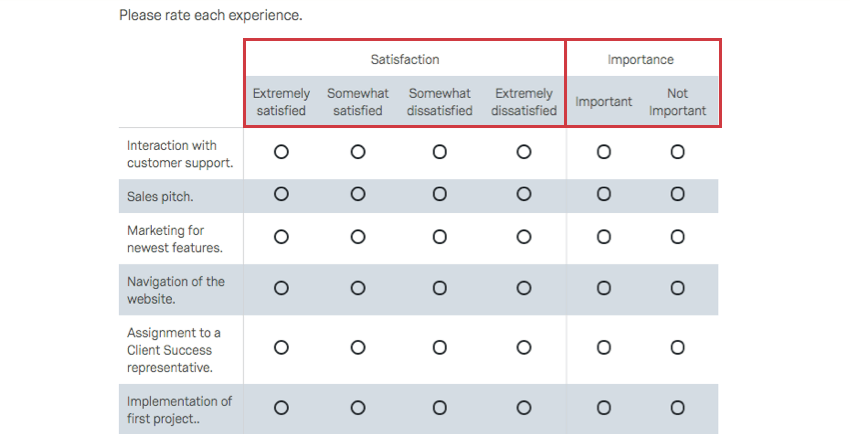 Please rate each experience.
Satisfaction Importance
Extremely satisfied Somewhat satisfied Somewhat dissatisfied Extremely dissatisfied Important Not Important
Interaction with
customer support.
Sales pitch.
Marketing for
newest features.
Navigation of the
website.
Assignment to a
Client Success
representative.
Implementation of
first project..